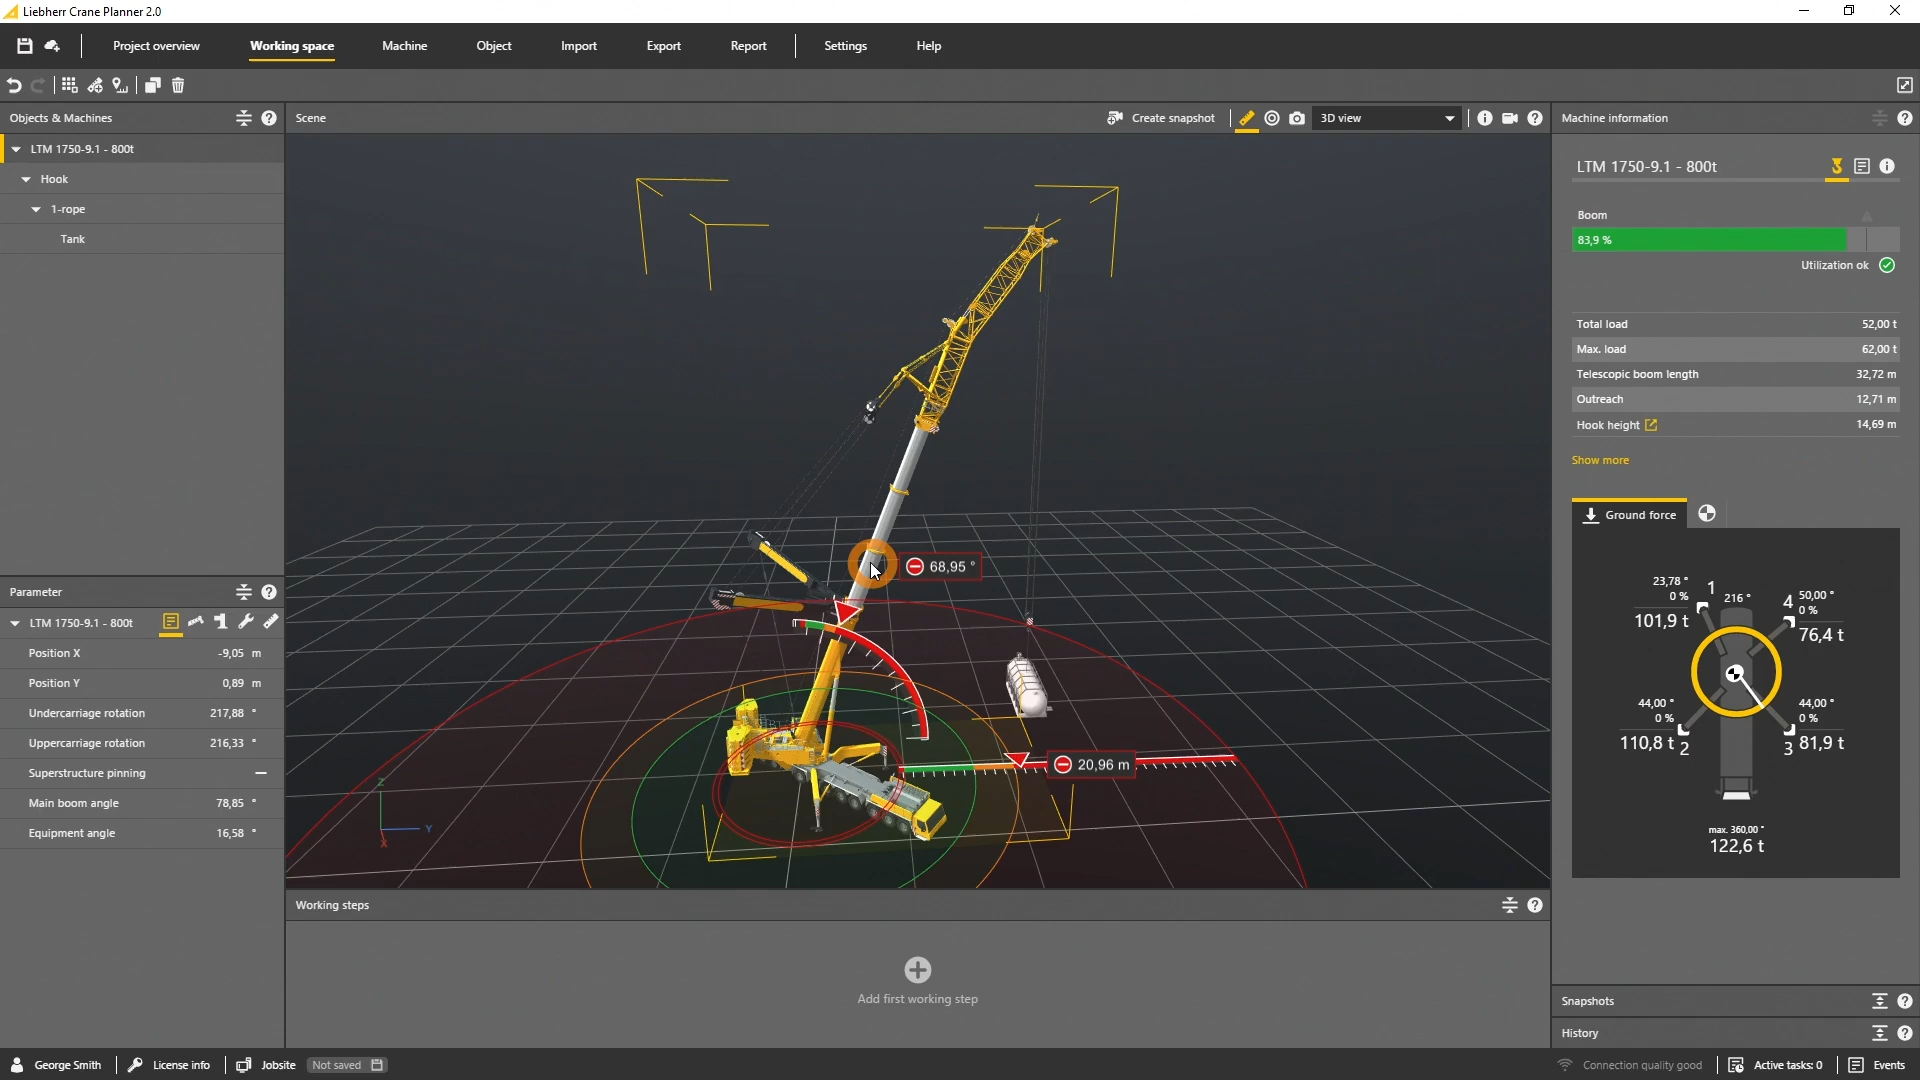 Liebherr Crane Planner 2.0
Project overview Working space Machine Object Import Export Report Settings Help
Objects & Machines
LTM 1750-9.1 - 800t
Hook
1-rope
Tank
Parameter
LTM 1750-9.1 - 800t
Position X -9,05 m
Position Y 0,89 m
Undercarriage rotation 217,88 °
Uppercarriage rotation 216,33 °
Superstructure pinning
Main boom angle 78,85 °
Equipment angle 16,58 °
Scene Create snapshot 3D view
68,95 °
20,96 m
Z
Y
X
Working steps
Add first working step
Machine information
LTM 1750-9.1 - 800t
Boom
83,9 %
Utilization ok
Total load 52,00 t
Max. load 62,00 t
Telescopic boom length 32,72 m
Outreach 12,71 m
Hook height 14,69 m
Show more
Ground force
23,78 °
0 %
101,9 t
1
216 °
4
50,00 °
0 %
76,4 t
44,00 °
0 %
110,8 t
2
44,00 °
0 %
3
81,9 t
max. 360,00 °
122,6 t
Snapshots
History
George Smith License info Jobsite Not saved Connection quality good Active tasks: 0 Events